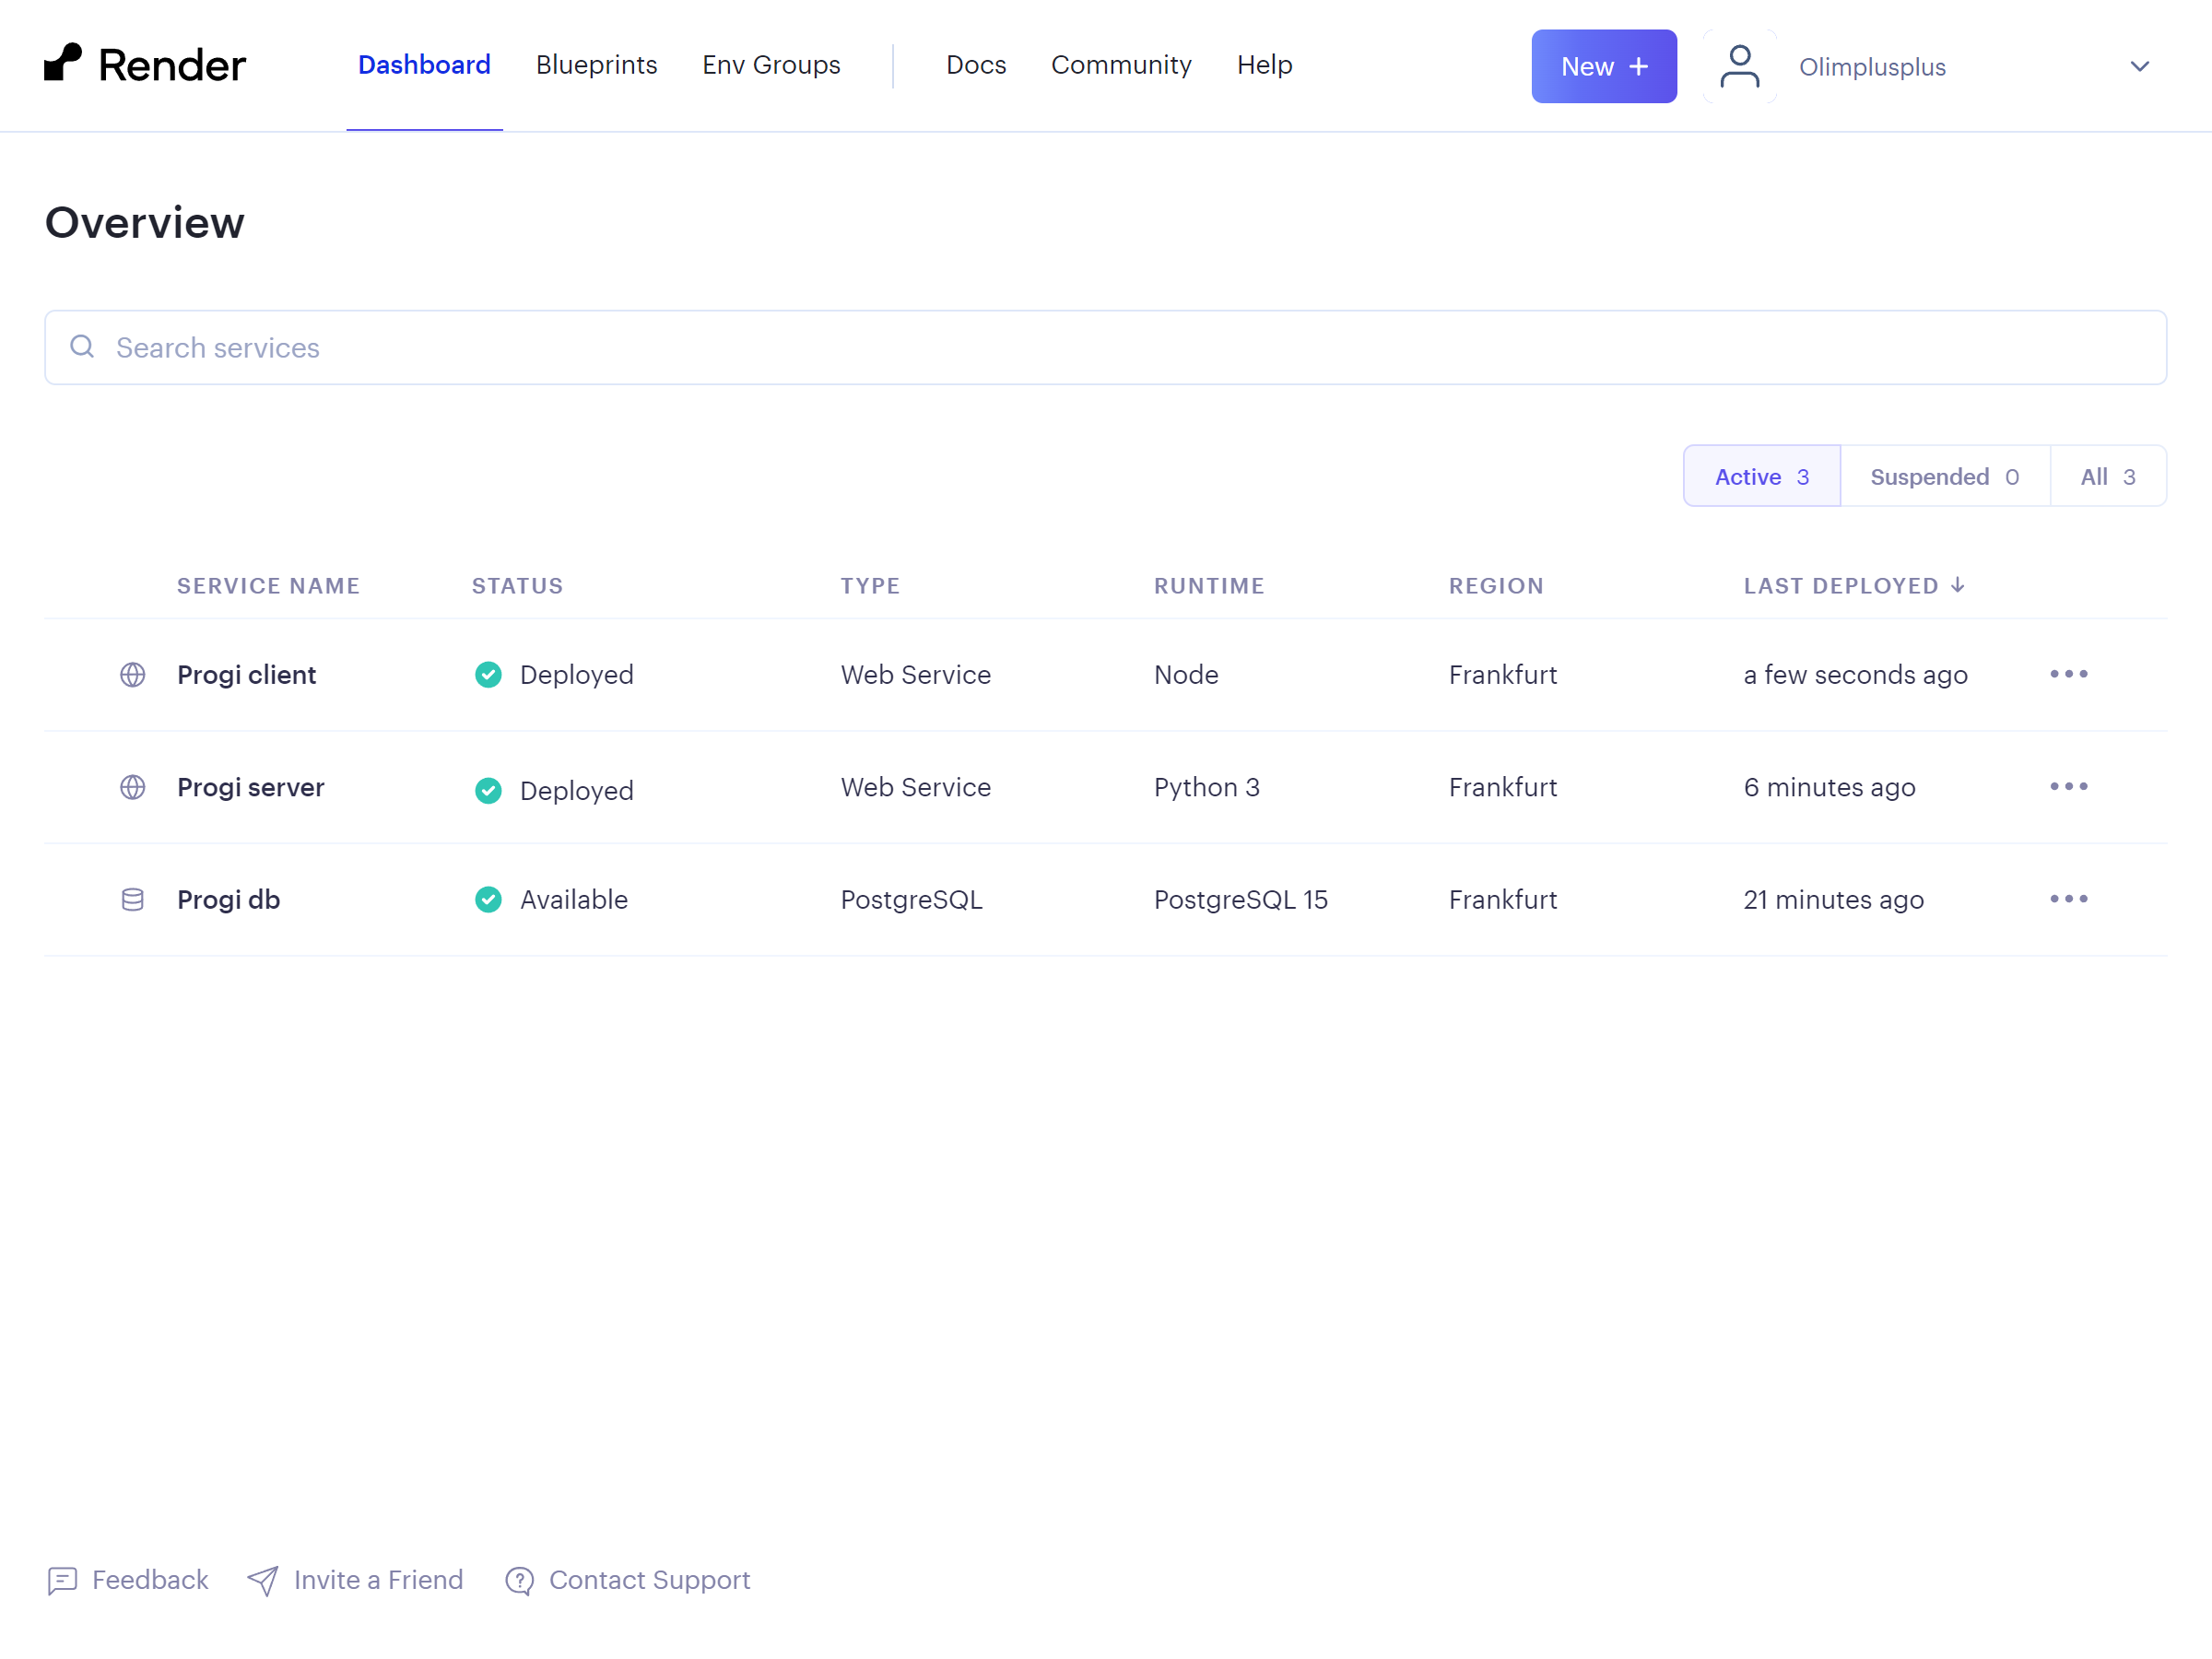 Render Dashboard Blueprints Env Groups Docs Community Help New + Olimplusplus
Overview
Search services
Active 3 Suspended 0 All 3
SERVICE NAME STATUS TYPE RUNTIME REGION LAST DEPLOYED ↓
Progi client Deployed Web Service Node Frankfurt a few seconds ago
Progi server Deployed Web Service Python 3 Frankfurt 6 minutes ago
Progi db Available PostgreSQL PostgreSQL 15 Frankfurt 21 minutes ago
Feedback Invite a Friend Contact Support